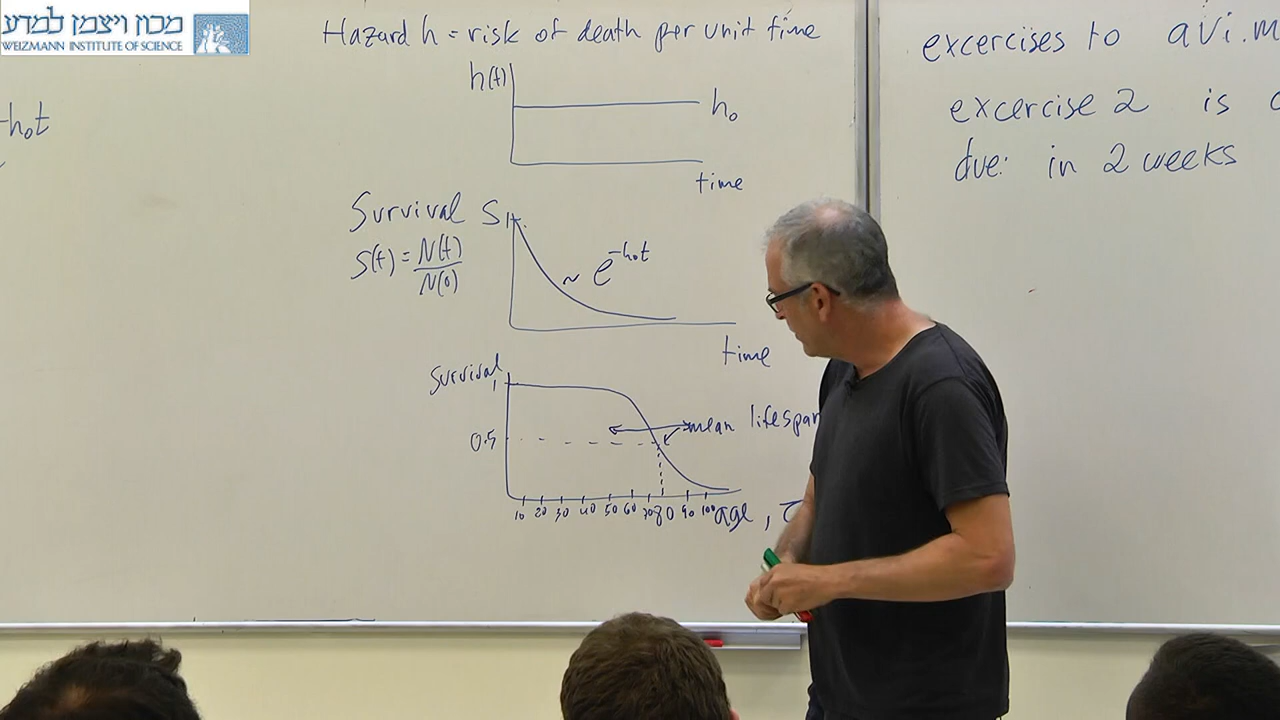 מכון ויצמן למדע
WEIZMANN INSTITUTE OF SCIENCE
-h₀t
Hazard h = risk of death per unit time
h(t)
h₀
time
Survival S
1
S(t) = N(t)/N(0)
~ e^-h₀t
time
Survival
1
0.5
mean lifespan
10 20 30 40 50 60 70 80 90 100 age, τ
excercises to avi.m
excercise 2 is
due: in 2 weeks